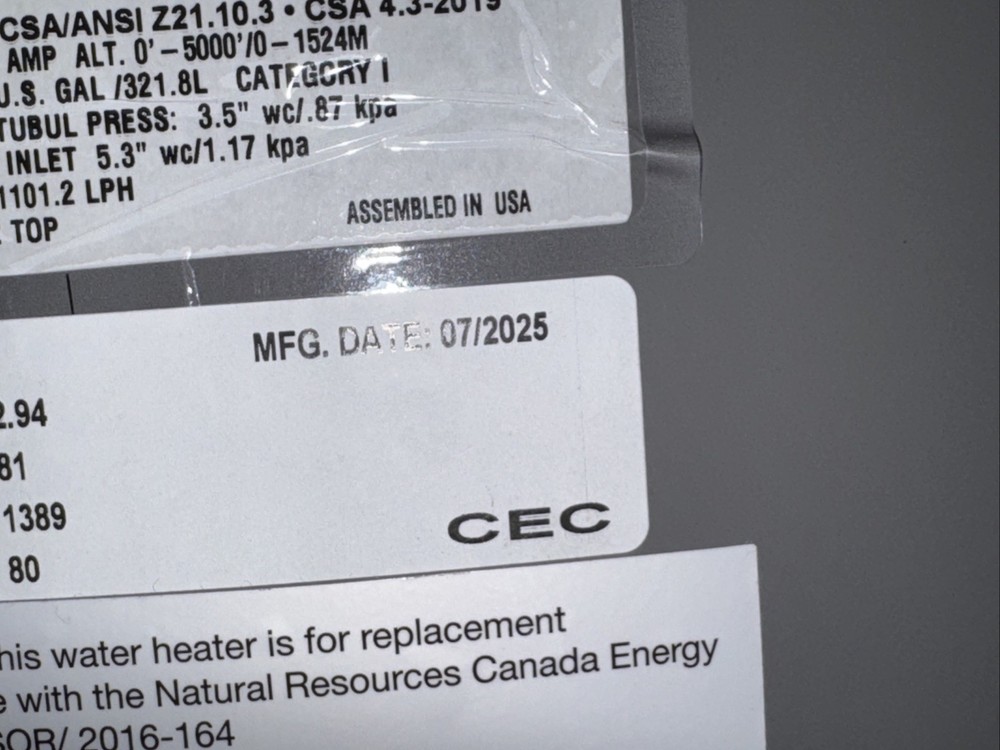 CSA/ANSI Z21.10.3 • CSA 4.3-2019
AMP ALT. 0'–5000'/0–1524M
U.S. GAL /321.8L CATEGORY I
TUBUL PRESS: 3.5" wc/.87 kpa
INLET 5.3" wc/1.17 kpa
1101.2 LPH
TOP
ASSEMBLED IN USA
MFG. DATE: 07/2025
2.94
81
1389
80
CEC
his water heater is for replacement
e with the Natural Resources Canada Energy
SOR/ 2016-164